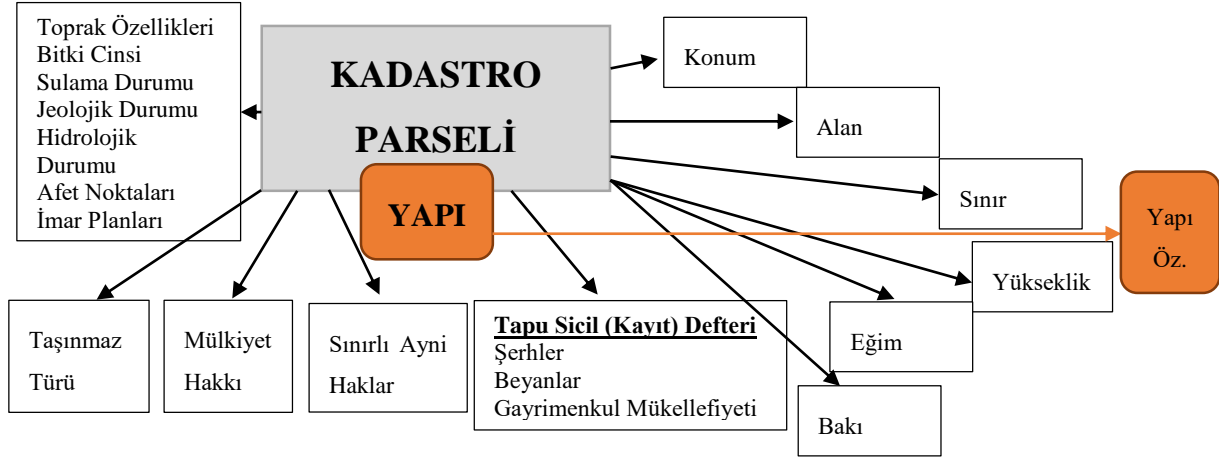 Toprak Özellikleri
Bitki Cinsi
Sulama Durumu
Jeolojik Durumu
Hidrolojik
Durumu
Afet Noktaları
İmar Planları
KADASTRO
PARSELİ
YAPI
Konum
Alan
Sınır
Yapı
Öz.
Yükseklik
Eğim
Bakı
Taşınmaz
Türü
Mülkiyet
Hakkı
Sınırlı Ayni
Haklar
Tapu Sicil (Kayıt) Defteri
Şerhler
Beyanlar
Gayrimenkul Mükellefiyeti